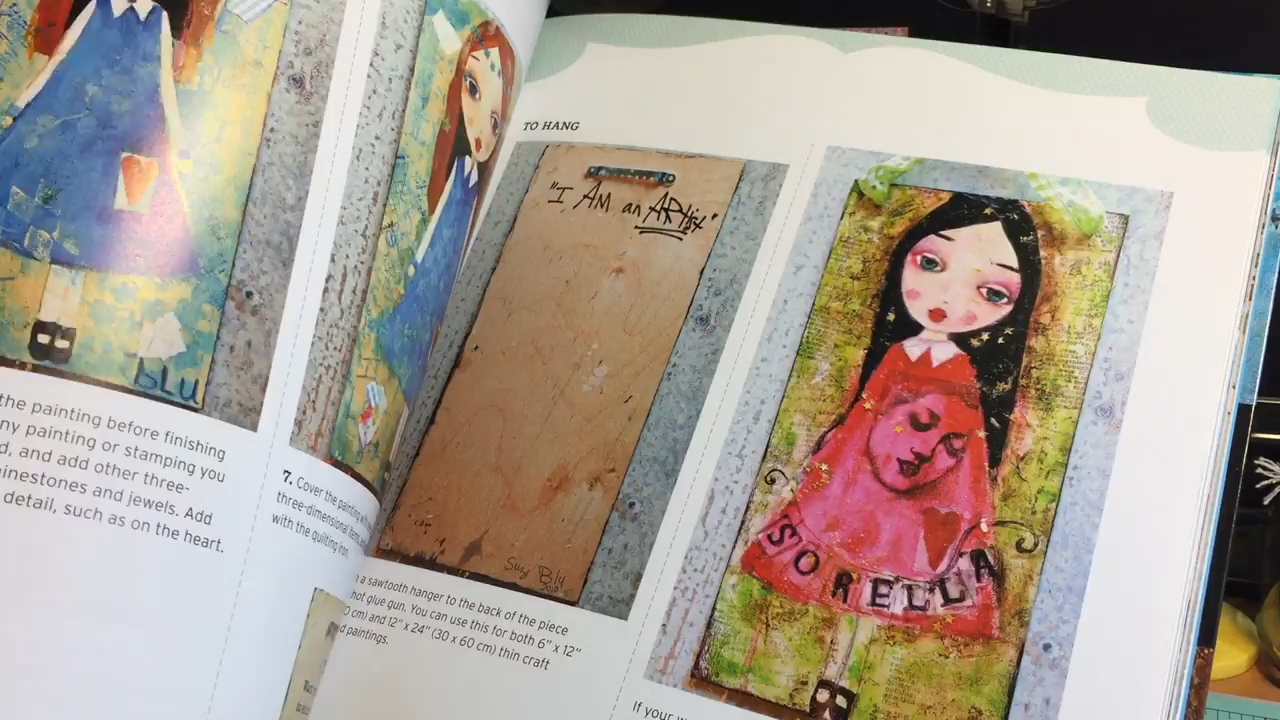 BLU
the painting before finishing
ny painting or stamping you
d, and add other three-
inestones and jewels. Add
detail, such as on the heart.
7. Cover the painting
three-dimensional
with the quilting iron.
TO HANG
"I AM an ARtist"
Suzi Blu
a sawtooth hanger to the back of the piece
hot glue gun. You can use this for both 6" x 12"
0 cm) and 12" x 24" (30 x 60 cm) thin craft
d paintings.
SORELLA
If your